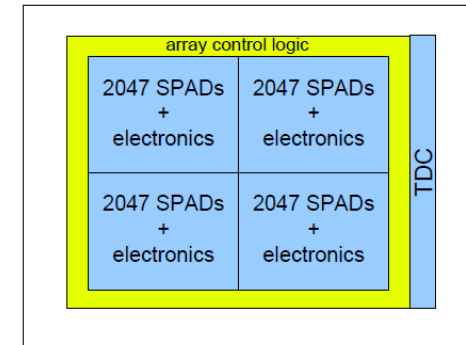 array control logic
2047 SPADs
+
electronics
2047 SPADs
+
electronics
2047 SPADs
+
electronics
2047 SPADs
+
electronics
TDC